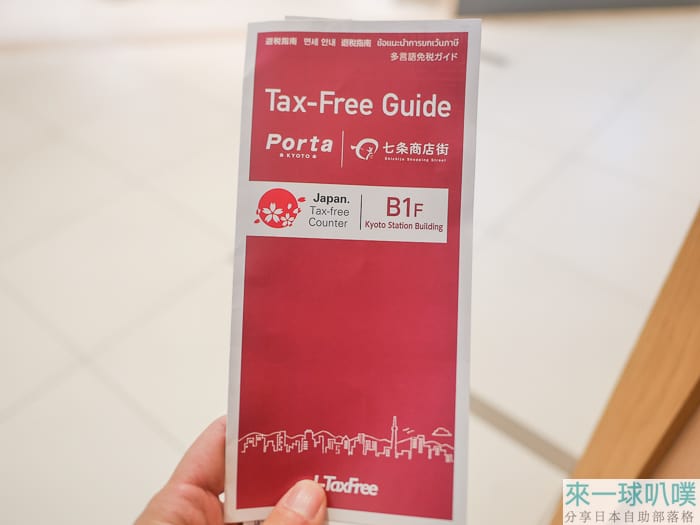 退税指南 면세 안내 退稅指南 ข้อแนะนำการยกเว้นภาษี
多言語免税ガイド
Tax-Free Guide
Porta
KYOTO
七条商店街
Shichijo Shopping Street
Japan.
Tax-free
Counter
B1F
Kyoto Station Building
J-TaxFree
來一球叭噗
分享日本自助部落格